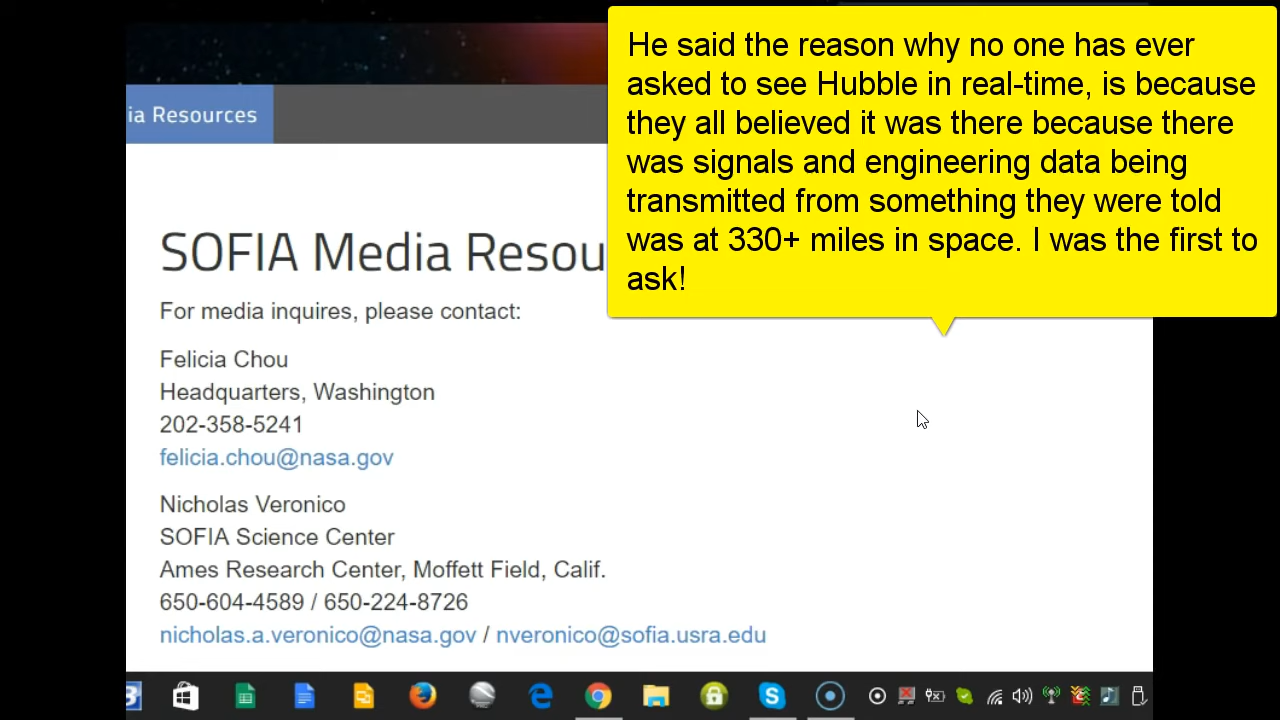 He said the reason why no one has ever
asked to see Hubble in real-time, is because
they all believed it was there because there
was signals and engineering data being
transmitted from something they were told
was at 330+ miles in space. I was the first to
ask!
ia Resources
SOFIA Media Resou
For media inquires, please contact:
Felicia Chou
Headquarters, Washington
202-358-5241
felicia.chou@nasa.gov
Nicholas Veronico
SOFIA Science Center
Ames Research Center, Moffett Field, Calif.
650-604-4589 / 650-224-8726
nicholas.a.veronico@nasa.gov / nveronico@sofia.usra.edu